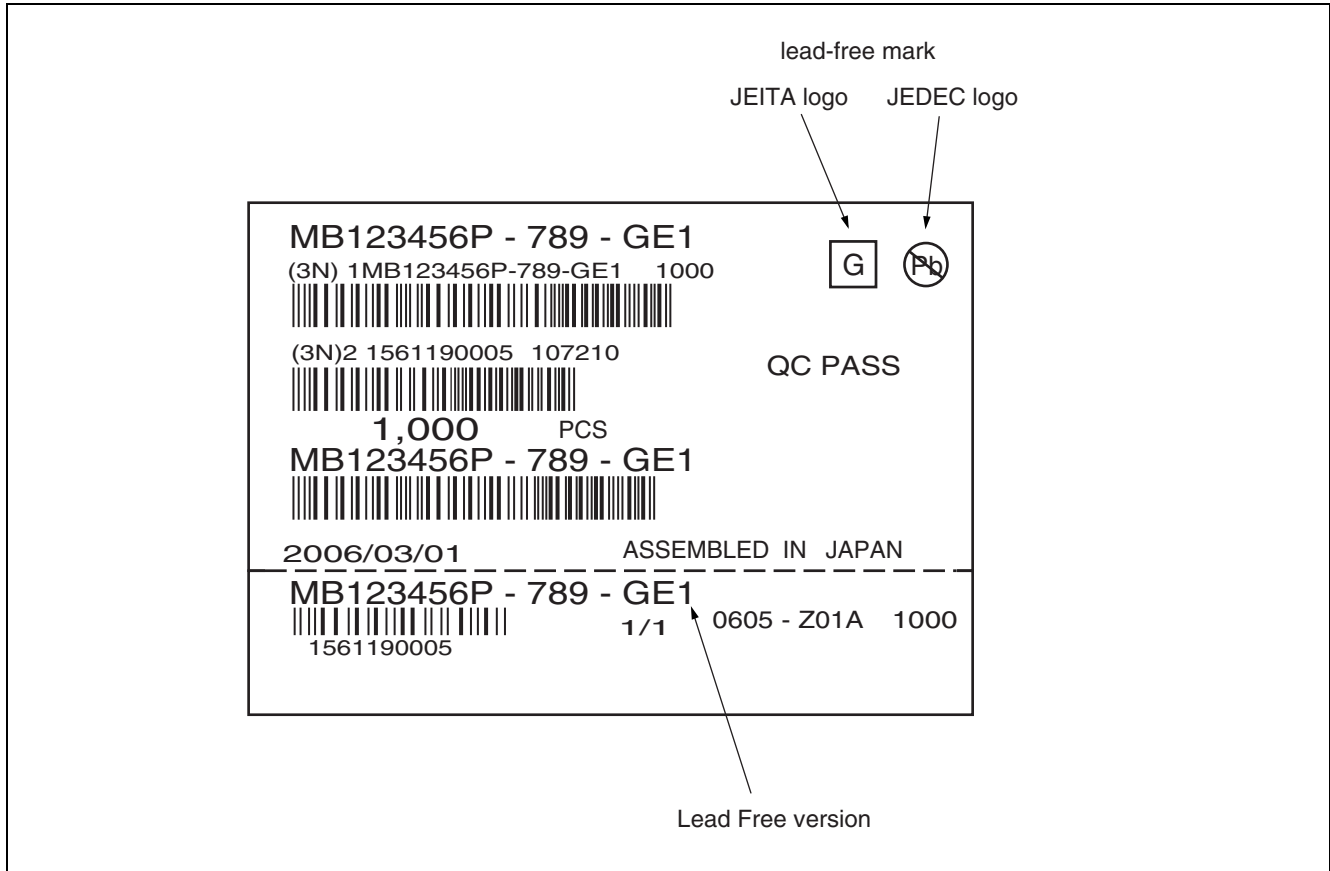 lead-free mark
JEITA logo JEDEC logo
MB123456P - 789 - GE1
(3N) 1MB123456P-789-GE1 1000
G Pb
(3N)2 1561190005 107210
QC PASS
1,000 PCS
MB123456P - 789 - GE1
2006/03/01 ASSEMBLED IN JAPAN
MB123456P - 789 - GE1
1/1 0605 - Z01A 1000
1561190005
Lead Free version